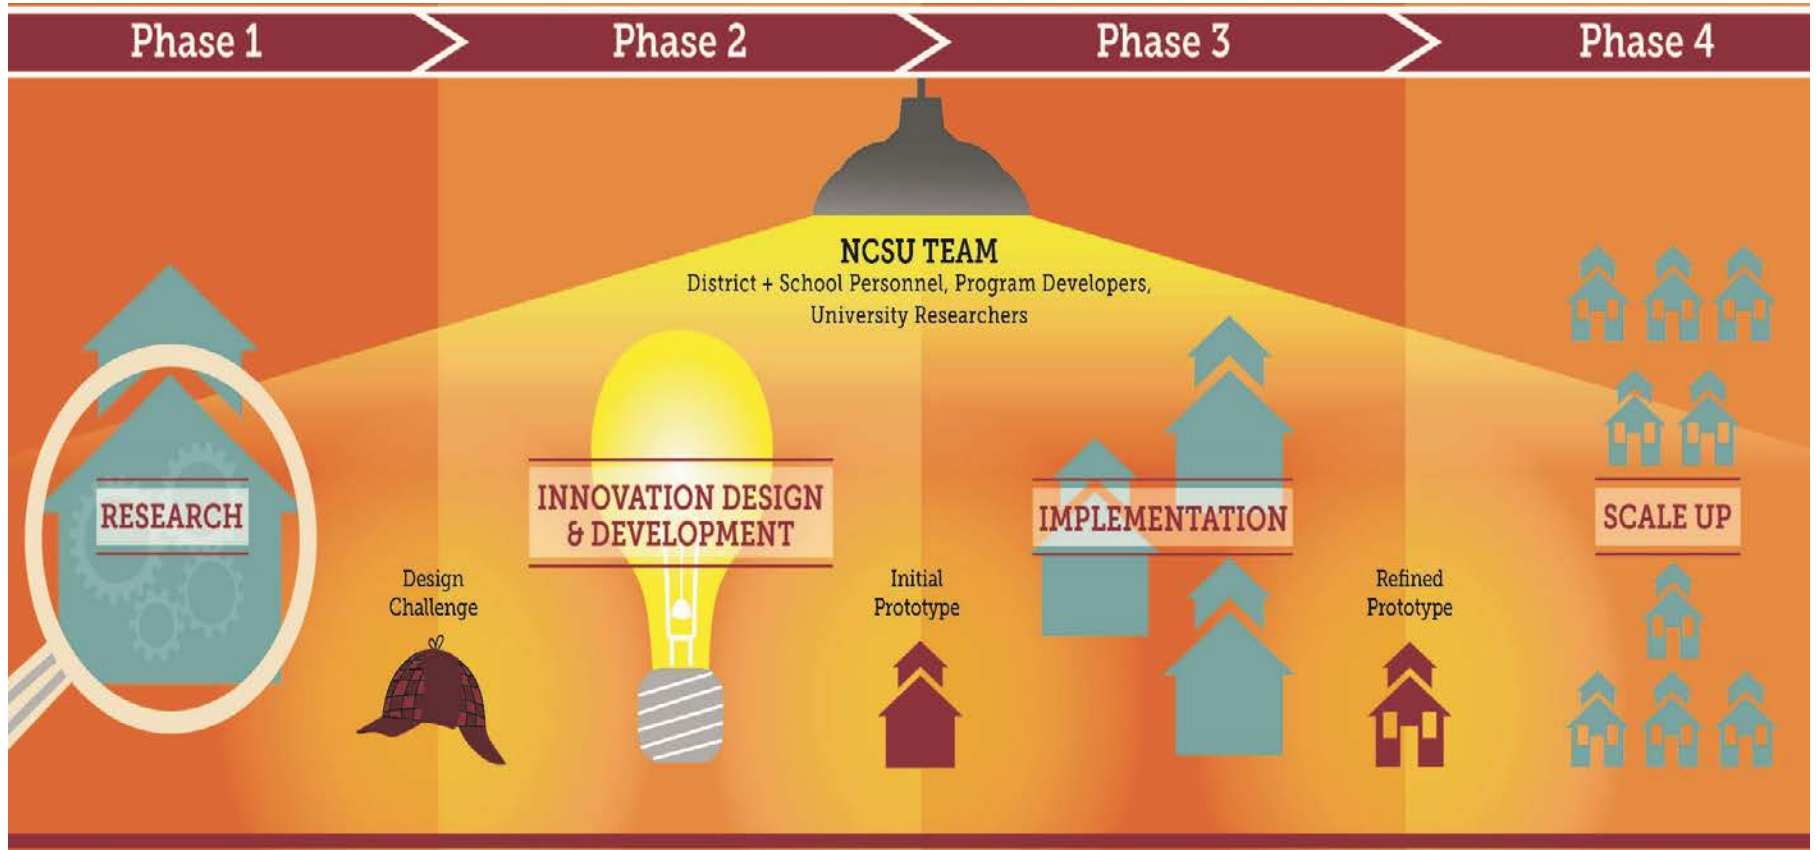 Phase 1
Phase 2
Phase 3
Phase 4
NCSU TEAM
District + School Personnel, Program Developers,
University Researchers
RESEARCH
INNOVATION DESIGN
& DEVELOPMENT
IMPLEMENTATION
SCALE UP
Design
Challenge
Initial
Prototype
Refined
Prototype